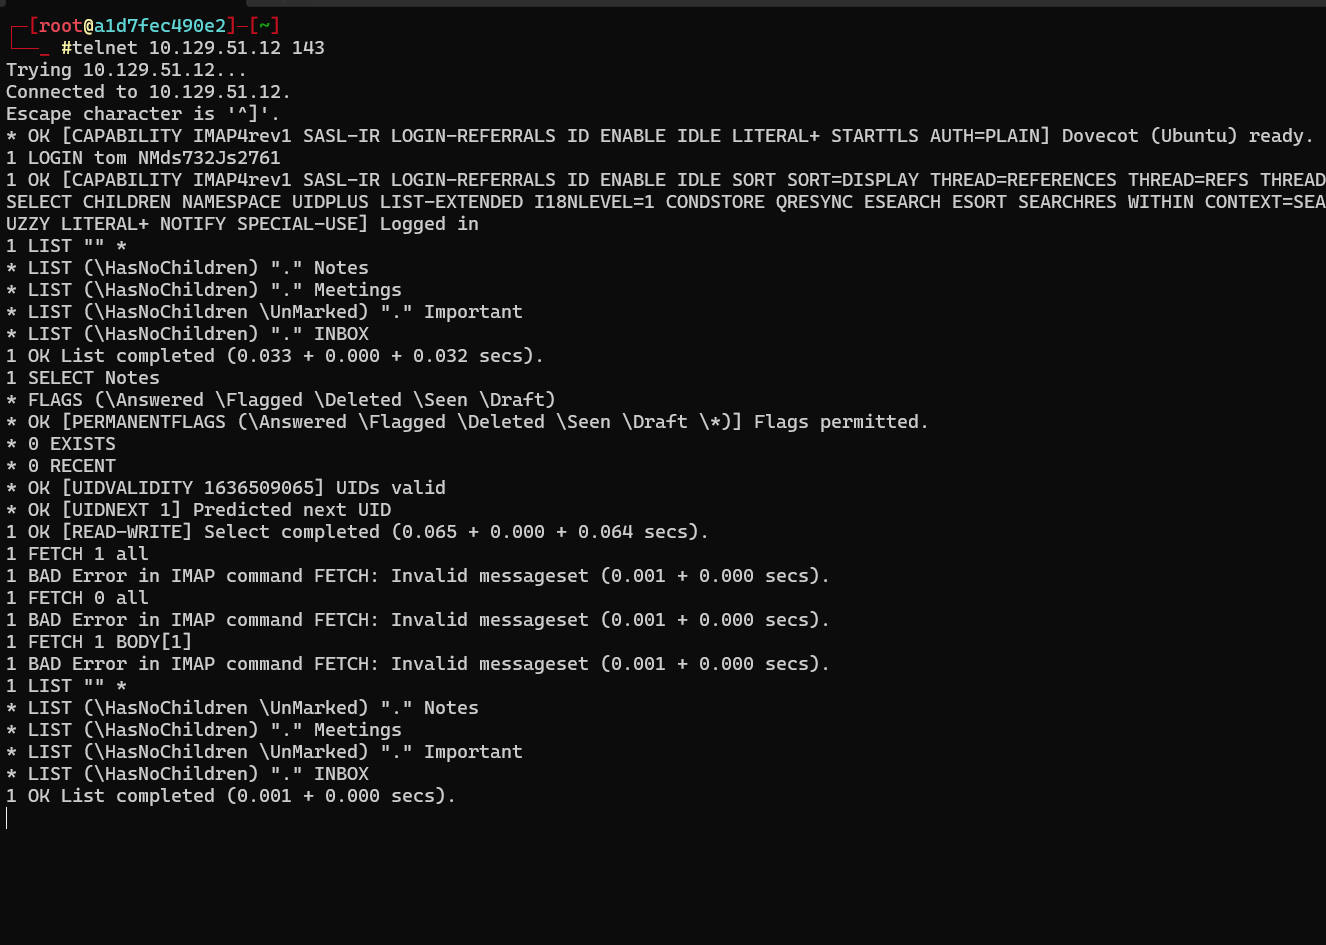 ┌─[root@a1d7fec490e2]─[~]
└──_ #telnet 10.129.51.12 143
Trying 10.129.51.12...
Connected to 10.129.51.12.
Escape character is '^]'.
* OK [CAPABILITY IMAP4rev1 SASL-IR LOGIN-REFERRALS ID ENABLE IDLE LITERAL+ STARTTLS AUTH=PLAIN] Dovecot (Ubuntu) ready.
1 LOGIN tom NMds732Js2761
1 OK [CAPABILITY IMAP4rev1 SASL-IR LOGIN-REFERRALS ID ENABLE IDLE SORT SORT=DISPLAY THREAD=REFERENCES THREAD=REFS THREAD
SELECT CHILDREN NAMESPACE UIDPLUS LIST-EXTENDED I18NLEVEL=1 CONDSTORE QRESYNC ESEARCH ESORT SEARCHRES WITHIN CONTEXT=SEA
UZZY LITERAL+ NOTIFY SPECIAL-USE] Logged in
1 LIST "" *
* LIST (\HasNoChildren) "." Notes
* LIST (\HasNoChildren) "." Meetings
* LIST (\HasNoChildren \UnMarked) "." Important
* LIST (\HasNoChildren) "." INBOX
1 OK List completed (0.033 + 0.000 + 0.032 secs).
1 SELECT Notes
* FLAGS (\Answered \Flagged \Deleted \Seen \Draft)
* OK [PERMANENTFLAGS (\Answered \Flagged \Deleted \Seen \Draft \*)] Flags permitted.
* 0 EXISTS
* 0 RECENT
* OK [UIDVALIDITY 1636509065] UIDs valid
* OK [UIDNEXT 1] Predicted next UID
1 OK [READ-WRITE] Select completed (0.065 + 0.000 + 0.064 secs).
1 FETCH 1 all
1 BAD Error in IMAP command FETCH: Invalid messageset (0.001 + 0.000 secs).
1 FETCH 0 all
1 BAD Error in IMAP command FETCH: Invalid messageset (0.001 + 0.000 secs).
1 FETCH 1 BODY[1]
1 BAD Error in IMAP command FETCH: Invalid messageset (0.001 + 0.000 secs).
1 LIST "" *
* LIST (\HasNoChildren \UnMarked) "." Notes
* LIST (\HasNoChildren) "." Meetings
* LIST (\HasNoChildren \UnMarked) "." Important
* LIST (\HasNoChildren) "." INBOX
1 OK List completed (0.001 + 0.000 secs).